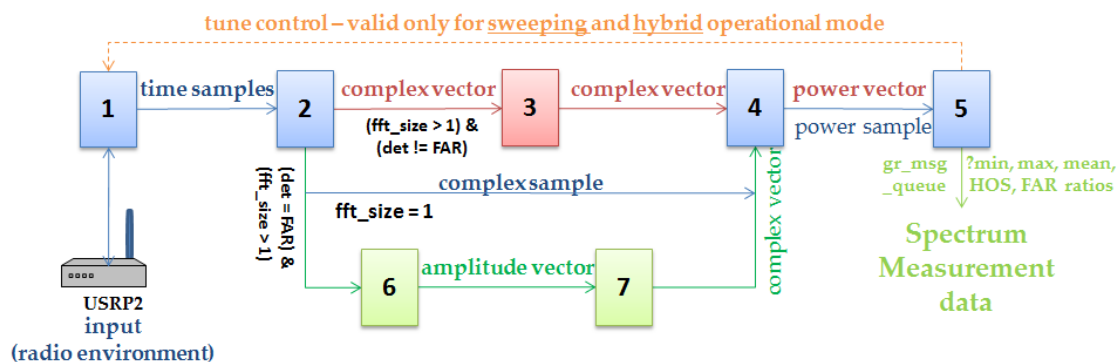 tune control – valid only for sweeping and hybrid operational mode
1
time samples
2
complex vector
3
complex vector
4
power vector
5
(fft_size > 1) &
(det != FAR)
power sample
complex sample
fft_size = 1
(det = FAR) &
(fft_size > 1)
complex vector
6
amplitude vector
7
gr_msg
_queue
?min, max, mean,
HOS, FAR ratios
Spectrum
Measurement
data
USRP2
input
(radio environment)